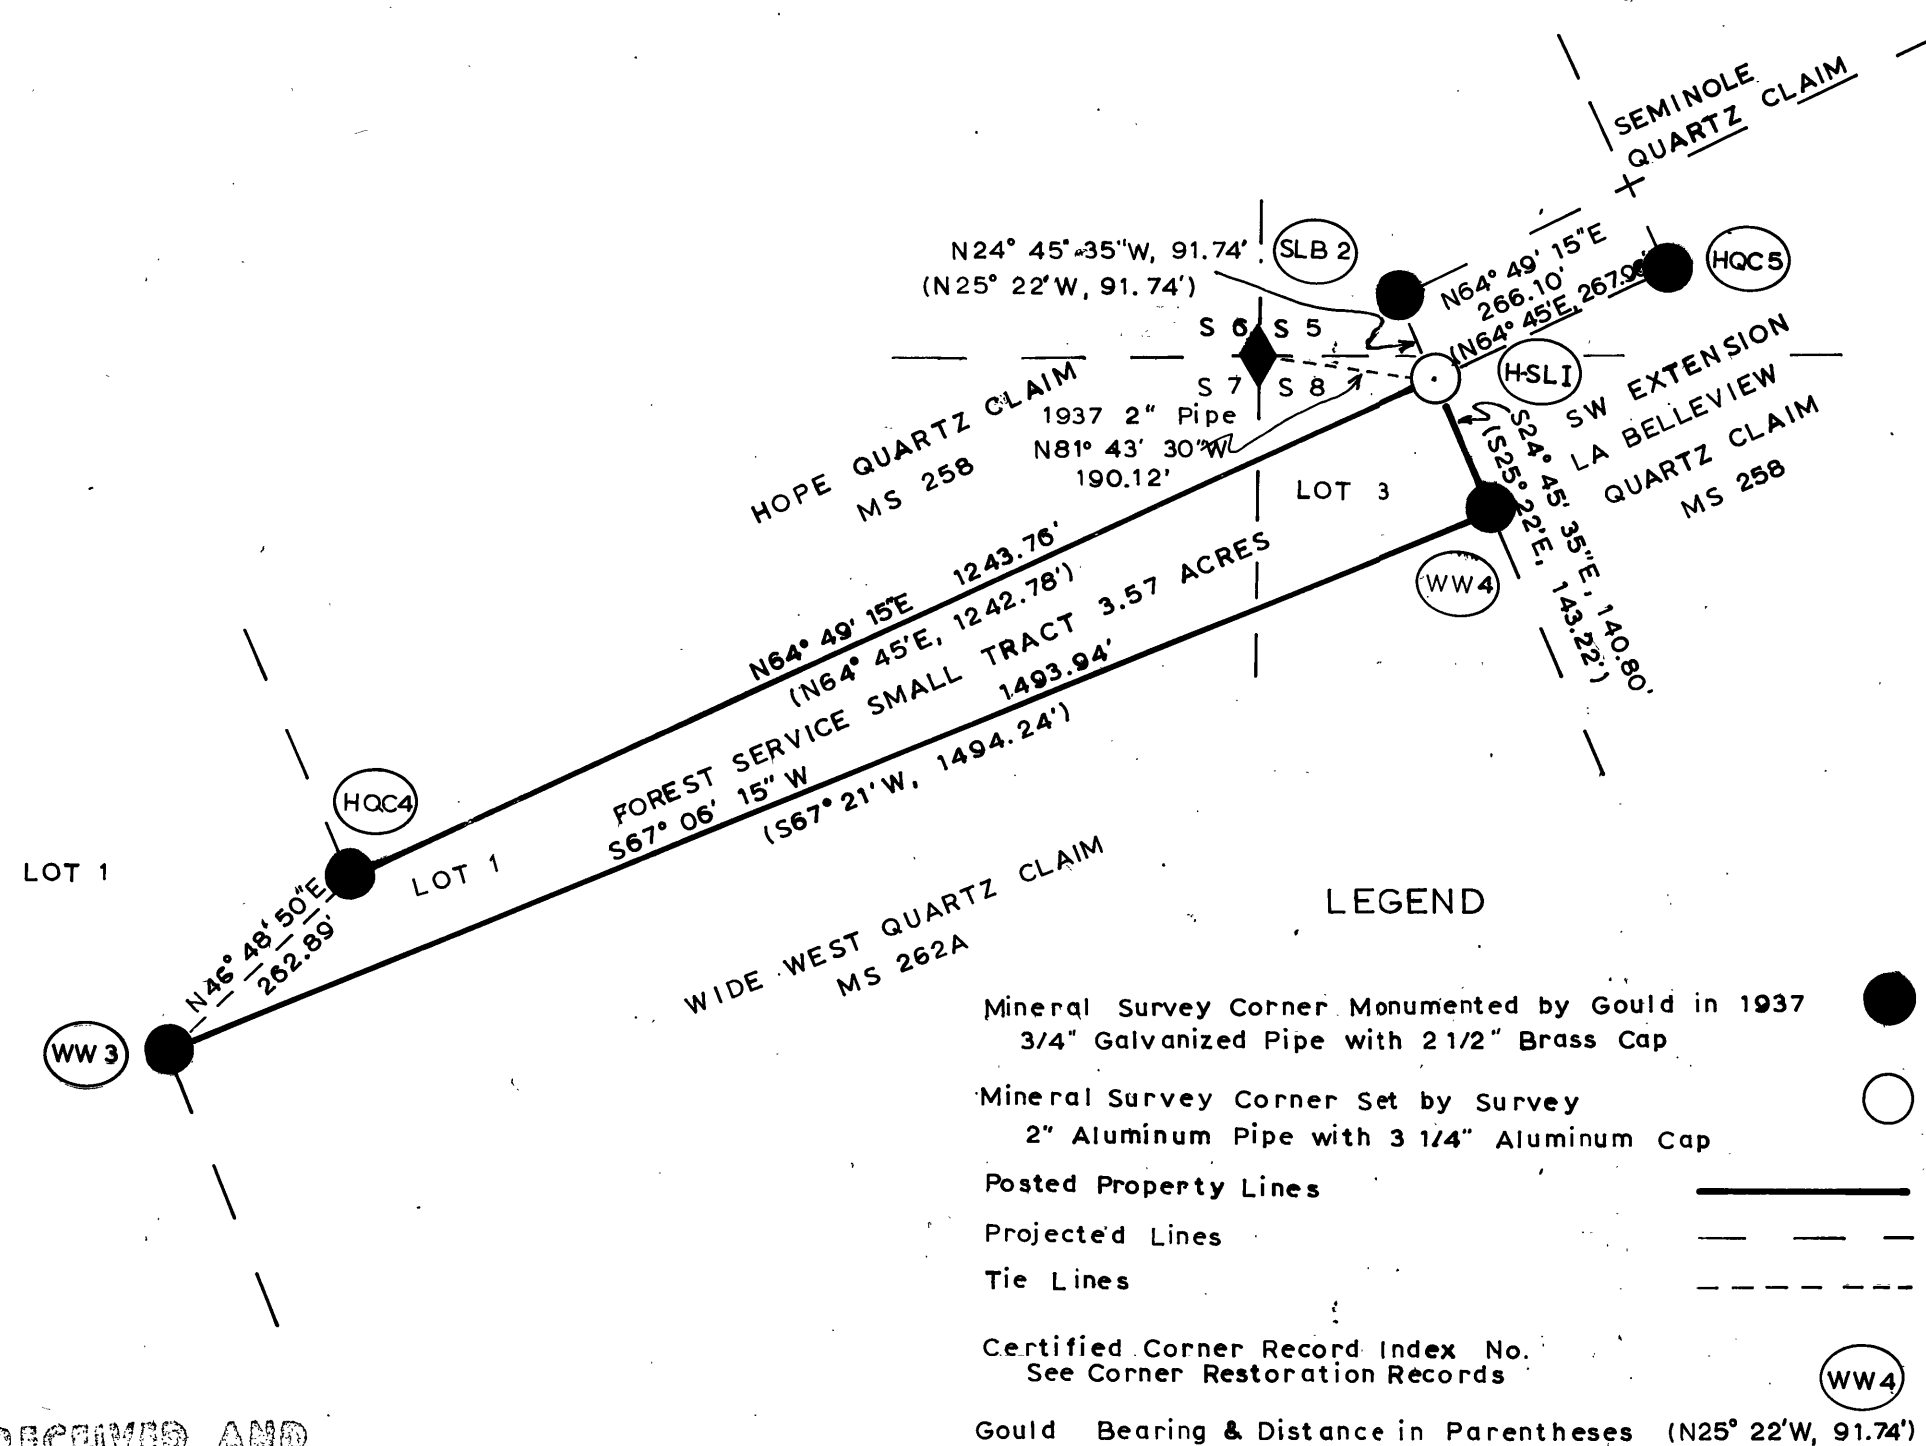 SEMINOLE
QUARTZ CLAIM
N24° 45' 35"W, 91.74'
(N25° 22'W, 91.74')
SLB 2
N64° 49' 15"E
266.10'
(N64° 45'E, 267.90')
HQC5
S 6 S 5
S 7 S 8
1937 2" Pipe
N81° 43' 30"W
190.12'
HSL1
SW EXTENSION
LA BELLEVIEW
QUARTZ CLAIM
MS 258
HOPE QUARTZ CLAIM
MS 258
LOT 3
S24° 45' 35"E, 140.80'
(S25° 22'E, 143.22')
WW4
N64° 49' 15"E 1243.76'
(N64° 45'E, 1242.78')
FOREST SERVICE SMALL TRACT 3.57 ACRES
S67° 06' 15" W 1493.94'
(S67° 21' W, 1494.24')
HQC4
LOT 1
LOT 1
N46° 48' 50"E
262.89'
WW3
WIDE WEST QUARTZ CLAIM
MS 262A
LEGEND
Mineral Survey Corner Monumented by Gould in 1937
3/4" Galvanized Pipe with 2 1/2" Brass Cap
Mineral Survey Corner Set by Survey
2" Aluminum Pipe with 3 1/4" Aluminum Cap
Posted Property Lines
Projected Lines
Tie Lines
Certified Corner Record Index No.
See Corner Restoration Records
WW4
Gould Bearing & Distance in Parentheses (N25° 22'W, 91.74')
RECEIVED AND